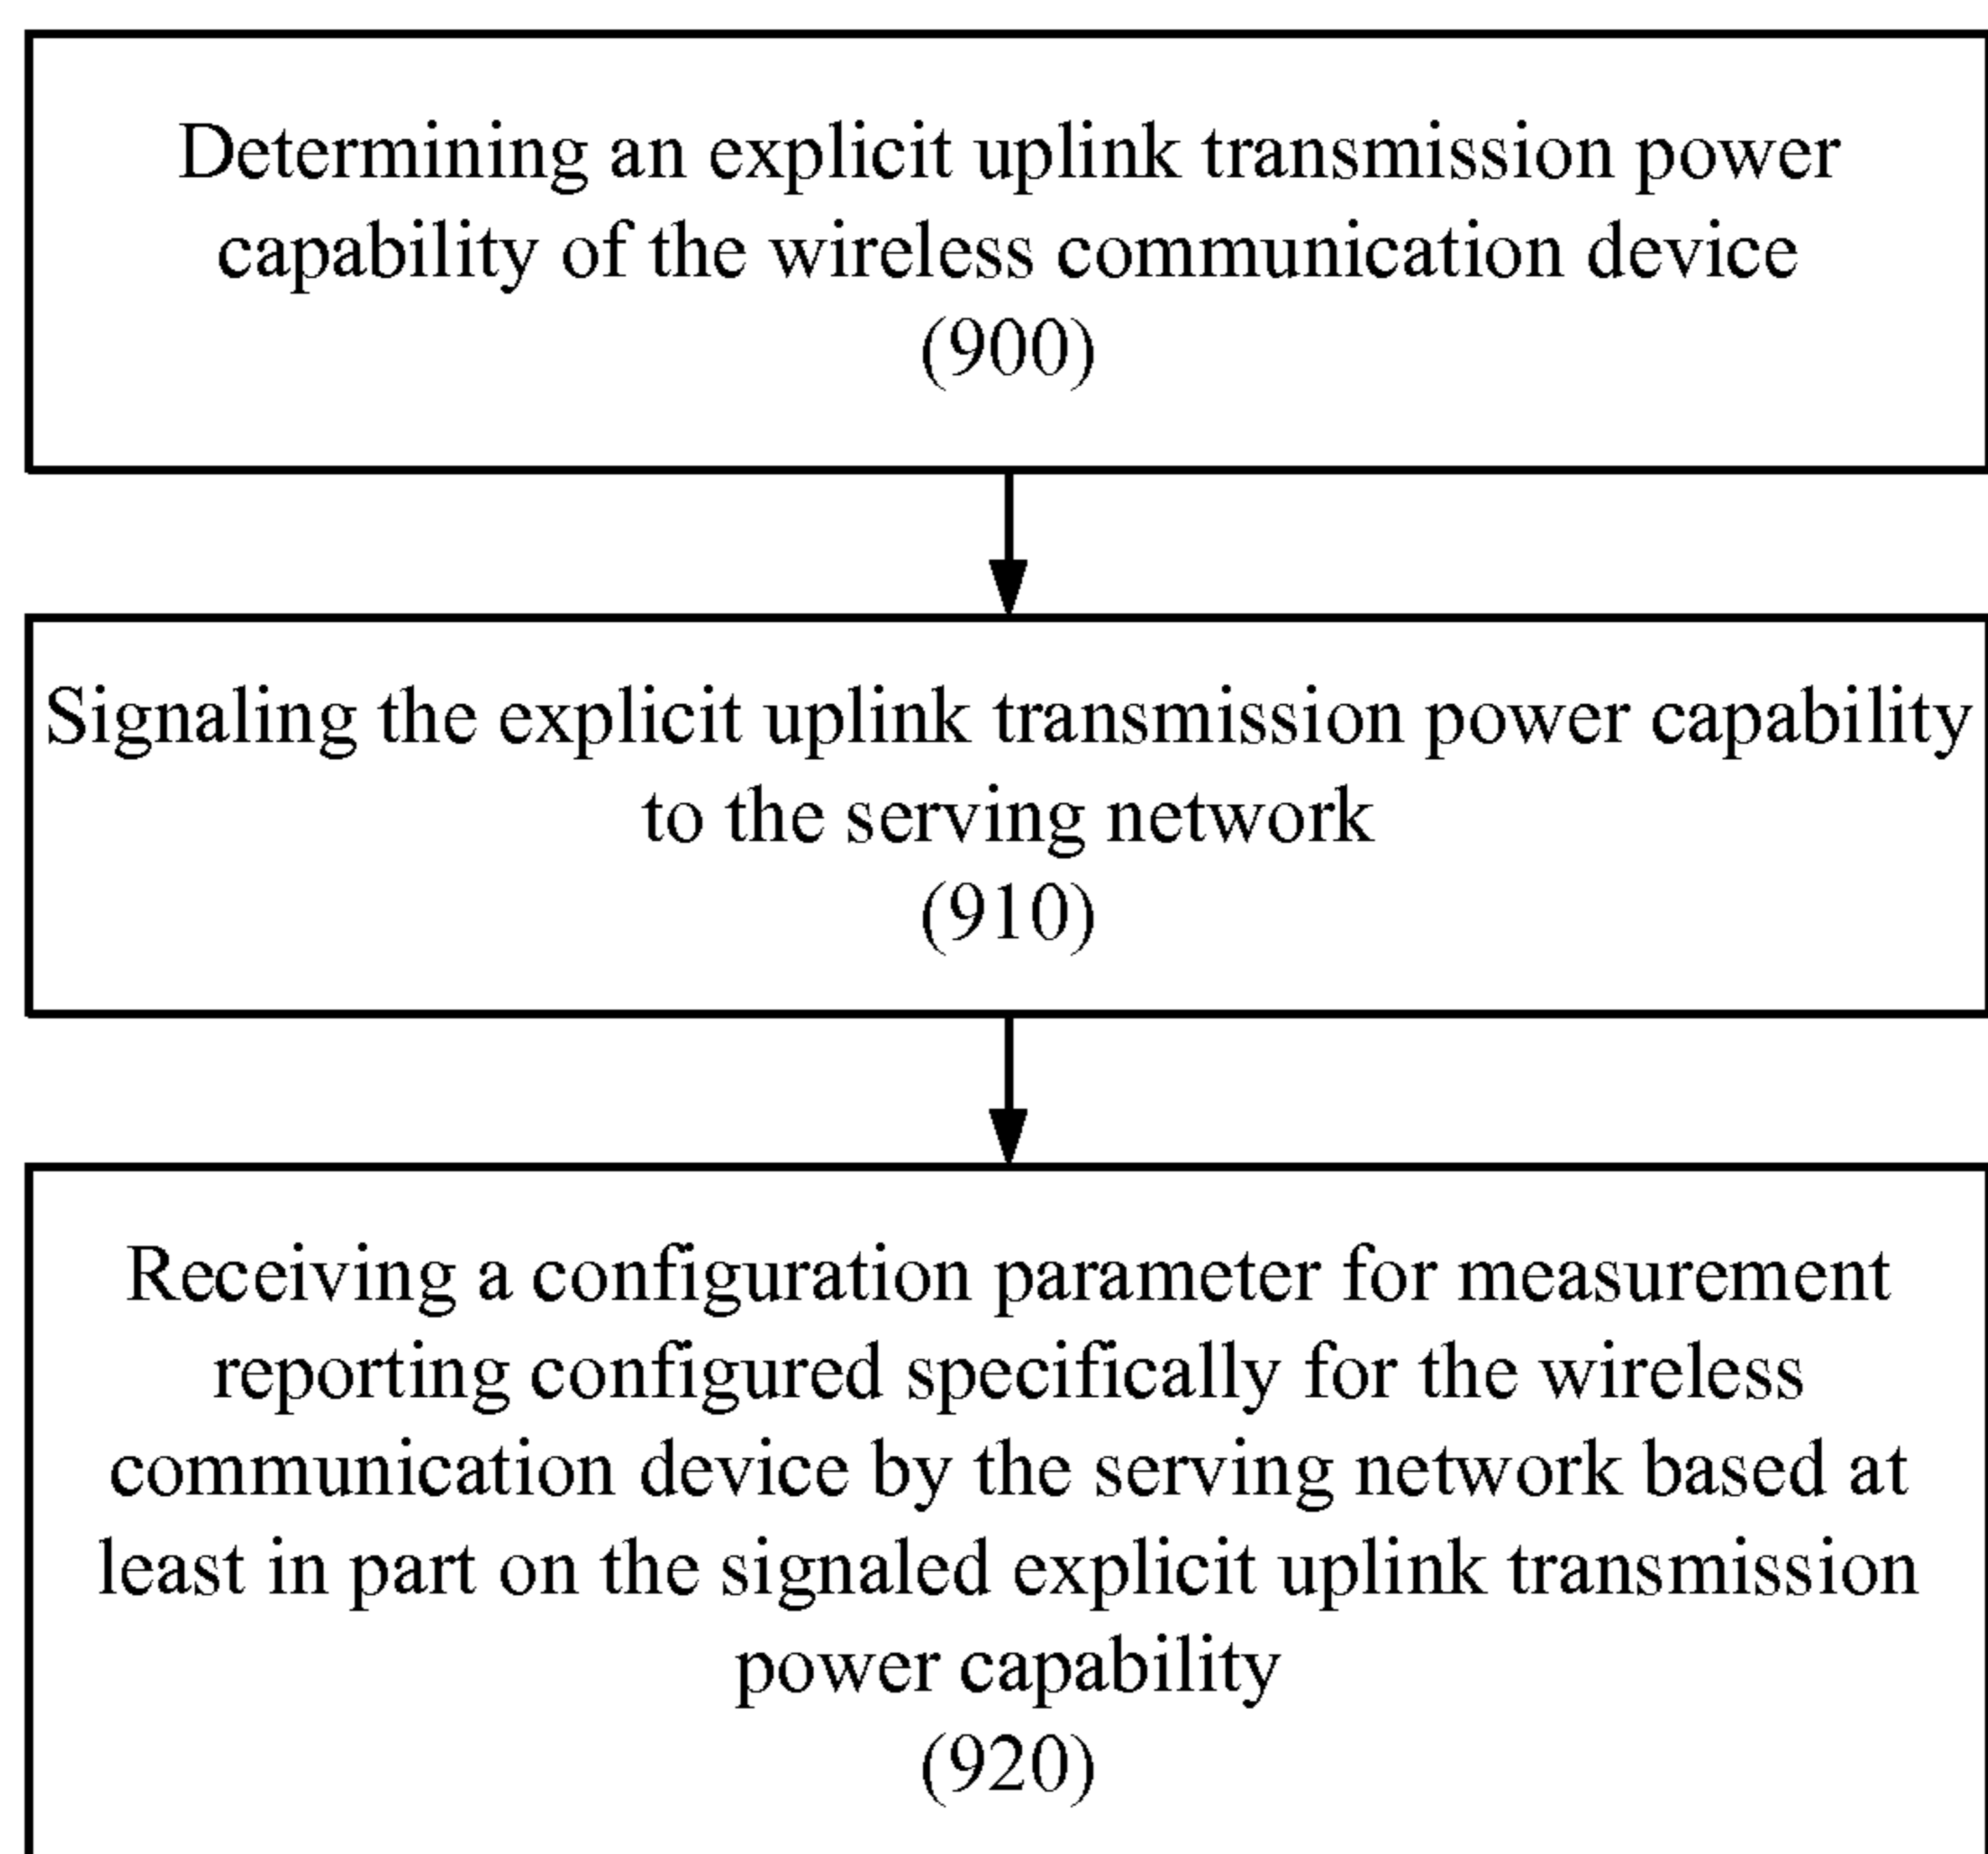 Determining an explicit uplink transmission power
capability of the wireless communication device
(900)
Signaling the explicit uplink transmission power capability
to the serving network
(910)
Receiving a configuration parameter for measurement
reporting configured specifically for the wireless
communication device by the serving network based at
least in part on the signaled explicit uplink transmission
power capability
(920)